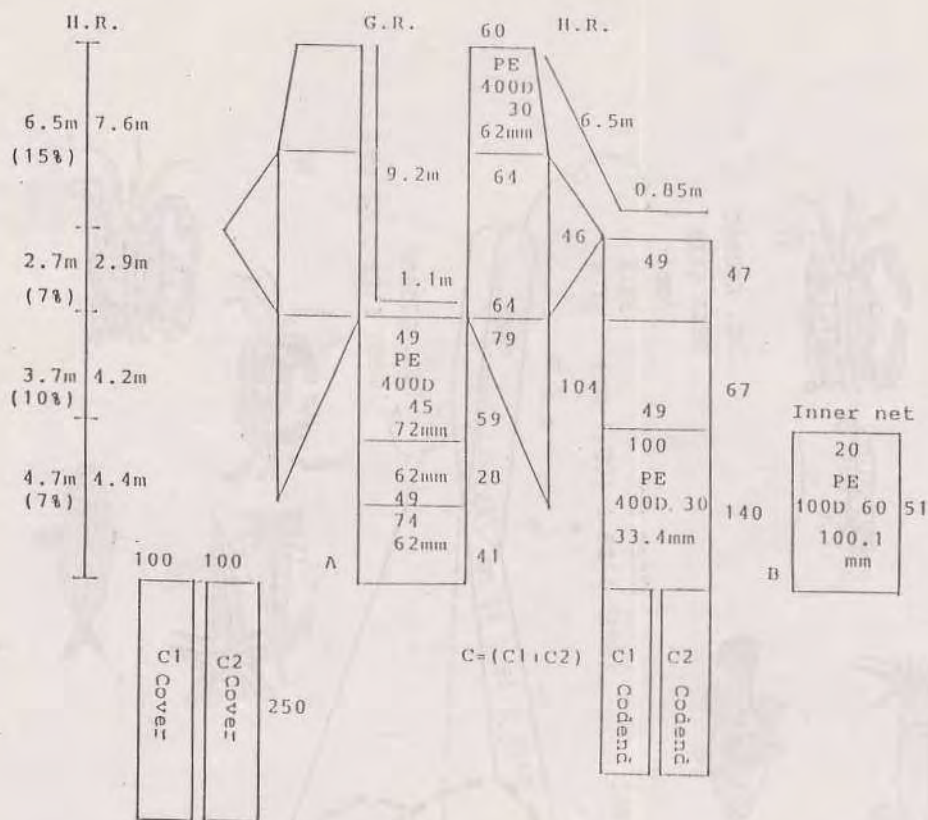 H.R.
G.R.
H.R.
6.5m 7.6m
(15%)
2.7m 2.9m
(7%)
3.7m 4.2m
(10%)
4.7m 4.4m
(7%)
9.2m
1.1m
60
PE
400D
30
62mm
64
64
79
6.5m
0.85m
46
104
49
PE
400D
45
72mm
59
62mm
28
49
74
62mm
41
A
49
47
67
49
100
PE
400D 30
33.4mm
140
Inner net
20
PE
100D 60
51
100.1
mm
B
100 100
C1
Cover
C2
Cover
250
C=(C1+C2)
C1
Codend
C2
Codend